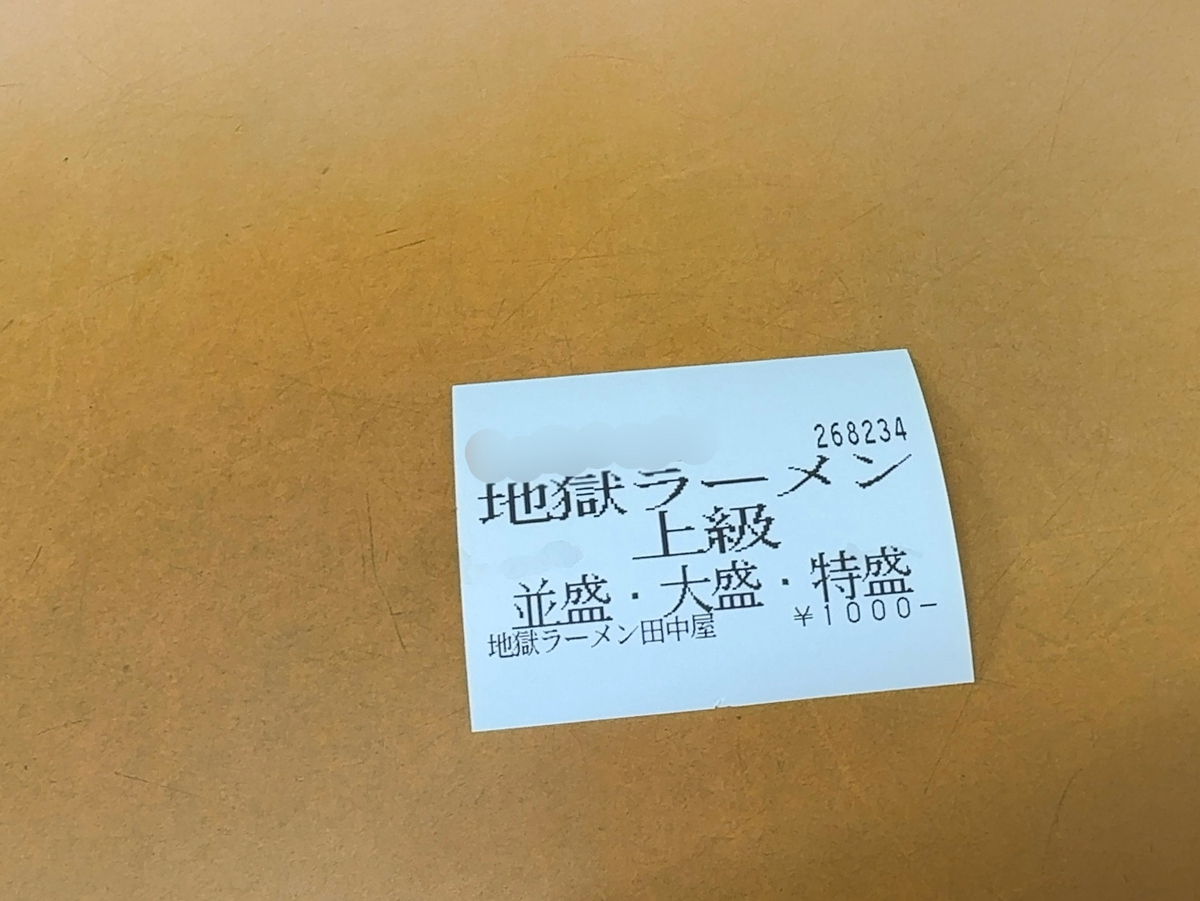 268234
地獄ラーメン
上級
並盛・大盛・特盛
¥1000-
地獄ラーメン田中屋